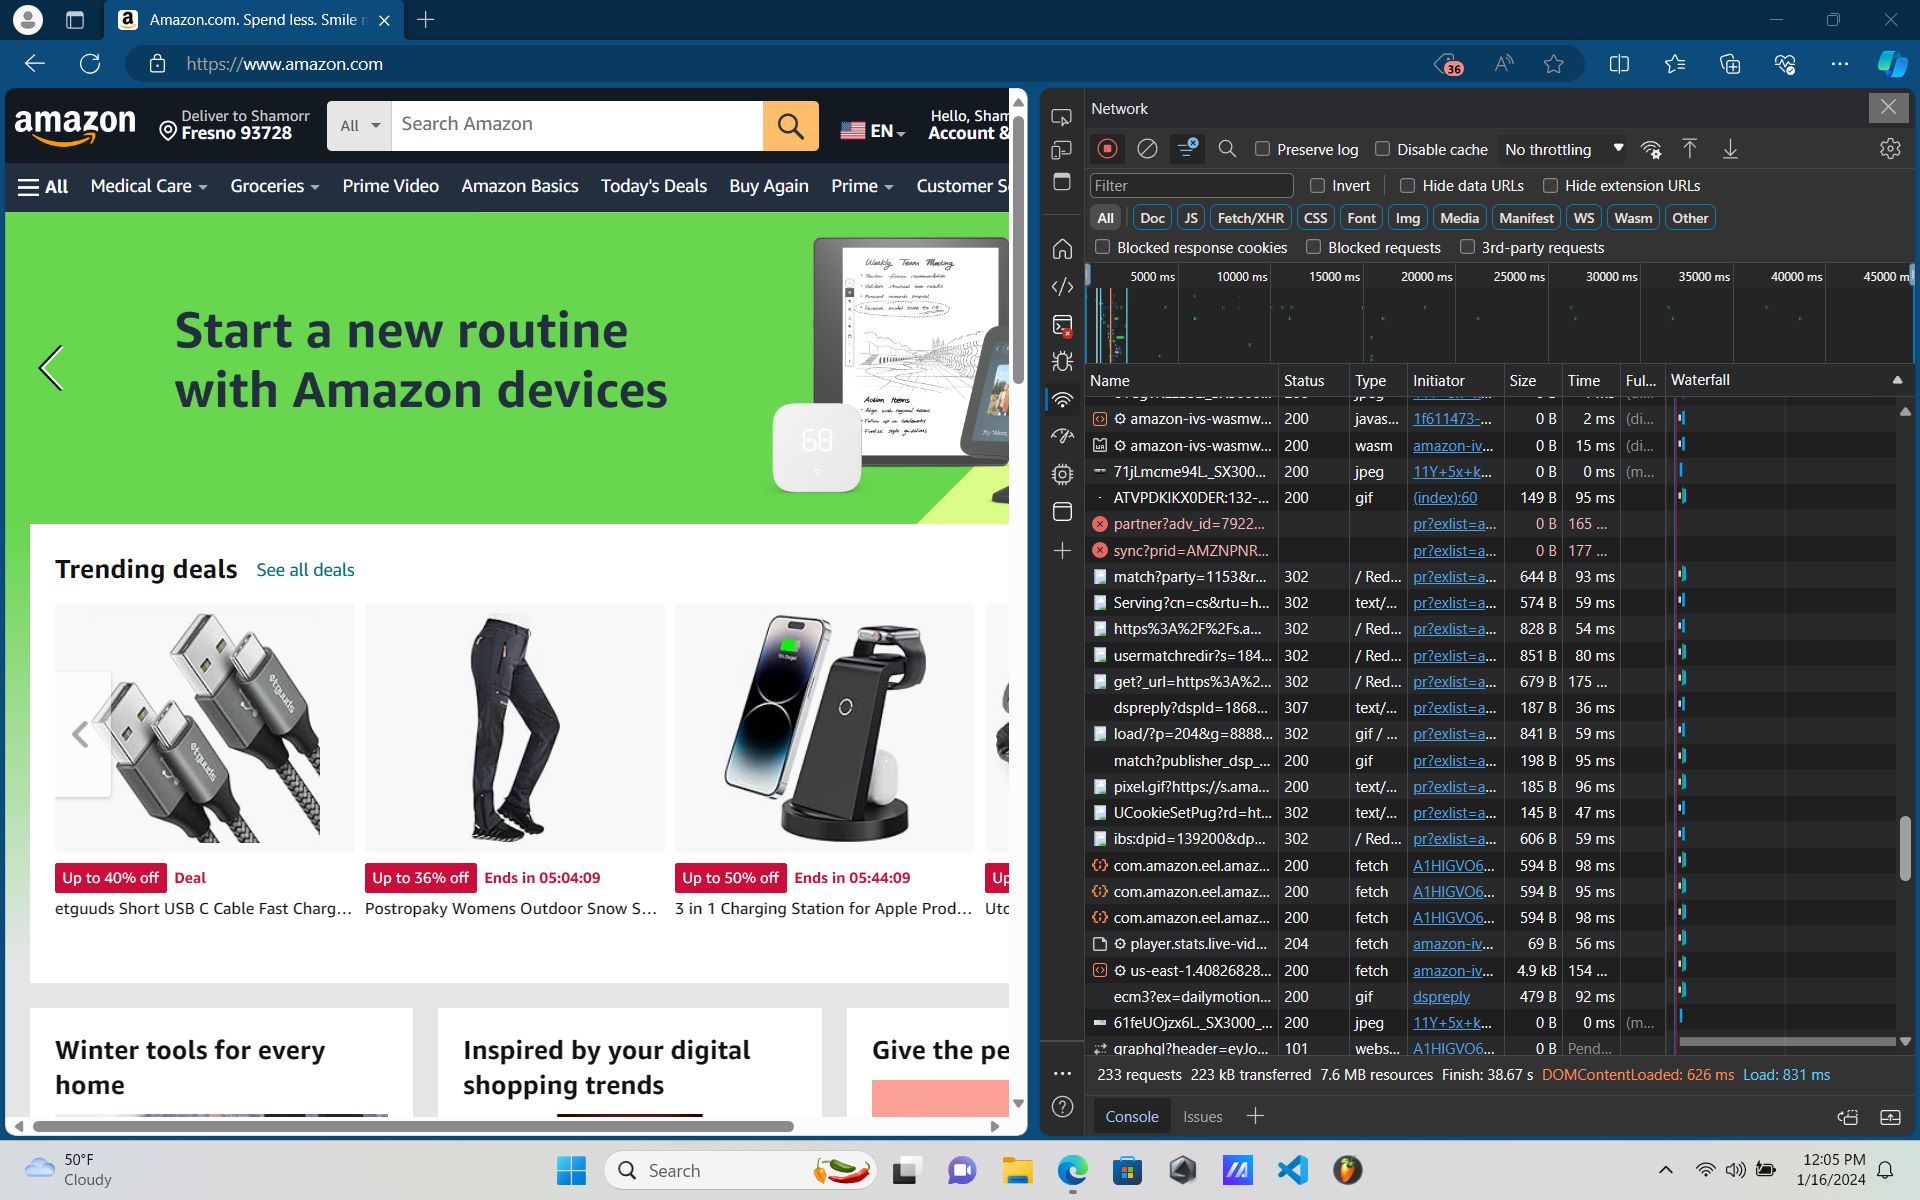 Amazon.com. Spend less. Smile
https://www.amazon.com
36
amazon
Deliver to Shamorr
Fresno 93728
All
Search Amazon
EN
Hello, Sham
Account &
All
Medical Care
Groceries
Prime Video
Amazon Basics
Today's Deals
Buy Again
Prime
Customer S
Start a new routine
with Amazon devices
Weekly Team Meeting
Action Items
68
Trending deals
See all deals
etguuds
etguuds
Up to 40% off
Deal
Up to 36% off
Ends in 05:04:09
Up to 50% off
Ends in 05:44:09
Up
etguuds Short USB C Cable Fast Charg...
Postropaky Womens Outdoor Snow S...
3 in 1 Charging Station for Apple Prod...
Utc
Winter tools for every
home
Inspired by your digital
shopping trends
Give the pe
Network
Preserve log
Disable cache
No throttling
Filter
Invert
Hide data URLs
Hide extension URLs
All
Doc
JS
Fetch/XHR
CSS
Font
Img
Media
Manifest
WS
Wasm
Other
Blocked response cookies
Blocked requests
3rd-party requests
5000 ms
10000 ms
15000 ms
20000 ms
25000 ms
30000 ms
35000 ms
40000 ms
45000 m
Name Status Type Initiator Size Time Ful... Waterfall
amazon-ivs-wasmw... 200 javas... 1f611473-... 0 B 2 ms (di...
amazon-ivs-wasmw... 200 wasm amazon-iv... 0 B 15 ms (di...
71jLmcme94L._SX300... 200 jpeg 11Y+5x+k... 0 B 0 ms (m...
ATVPDKIKX0DER:132-... 200 gif (index):60 149 B 95 ms
partner?adv_id=7922... pr?exlist=a... 0 B 165 ...
sync?prid=AMZNPNR... pr?exlist=a... 0 B 177 ...
match?party=1153&r... 302 / Red... pr?exlist=a... 644 B 93 ms
Serving?cn=cs&rtu=h... 302 text/... pr?exlist=a... 574 B 59 ms
https%3A%2F%2Fs.a... 302 / Red... pr?exlist=a... 828 B 54 ms
usermatchredir?s=184... 302 / Red... pr?exlist=a... 851 B 80 ms
get?_url=https%3A%2... 302 / Red... pr?exlist=a... 679 B 175 ...
dspreply?dspId=1868... 307 text/... pr?exlist=a... 187 B 36 ms
load/?p=204&g=8888... 302 gif / ... pr?exlist=a... 841 B 59 ms
match?publisher_dsp_... 200 gif pr?exlist=a... 198 B 95 ms
pixel.gif?https://s.ama... 200 text/... pr?exlist=a... 185 B 96 ms
UCookieSetPug?rd=ht... 302 text/... pr?exlist=a... 145 B 47 ms
ibs:dpid=139200&dp... 302 / Red... pr?exlist=a... 606 B 59 ms
com.amazon.eel.amaz... 200 fetch A1HIGVO6... 594 B 98 ms
com.amazon.eel.amaz... 200 fetch A1HIGVO6... 594 B 95 ms
com.amazon.eel.amaz... 200 fetch A1HIGVO6... 594 B 98 ms
player.stats.live-vid... 204 fetch amazon-iv... 69 B 56 ms
us-east-1.40826828... 200 fetch amazon-iv... 4.9 kB 154 ...
ecm3?ex=dailymotion... 200 gif dspreply 479 B 92 ms
61feUOjzx6L._SX3000_... 200 jpeg 11Y+5x+k... 0 B 0 ms (m...
graphql?header=eyJo... 101 webs... A1HIGVO6... 0 B Pend...
233 requests 223 kB transferred 7.6 MB resources Finish: 38.67 s DOMContentLoaded: 626 ms Load: 831 ms
Console
Issues
50°F
Cloudy
Search
12:05 PM
1/16/2024